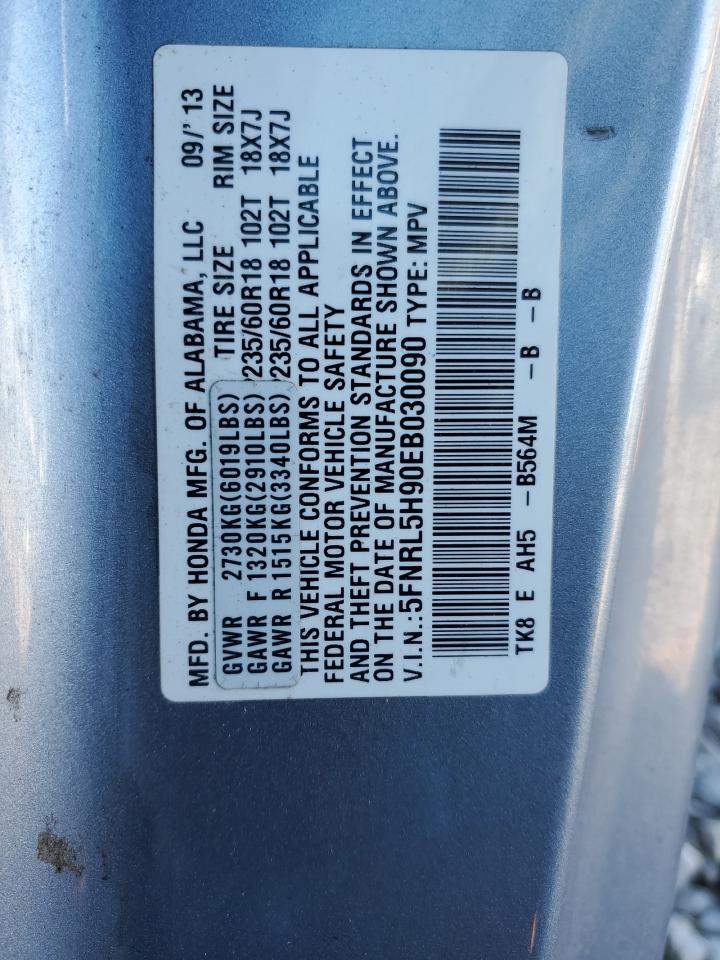 MFD. BY HONDA MFG. OF ALABAMA, LLC 09/'13
TIRE SIZE RIM SIZE
GVWR 2730KG(6019LBS)
GAWR F 1320KG(2910LBS) P235/60R18 102T 18X7J
GAWR R 1515KG(3340LBS) P235/60R18 102T 18X7J
THIS VEHICLE CONFORMS TO ALL APPLICABLE
FEDERAL MOTOR VEHICLE SAFETY
AND THEFT PREVENTION STANDARDS IN EFFECT
ON THE DATE OF MANUFACTURE SHOWN ABOVE.
V.I.N.:5FNRL5H90EB030090 TYPE: MPV
TK8 E AH5 -B564M -B -B